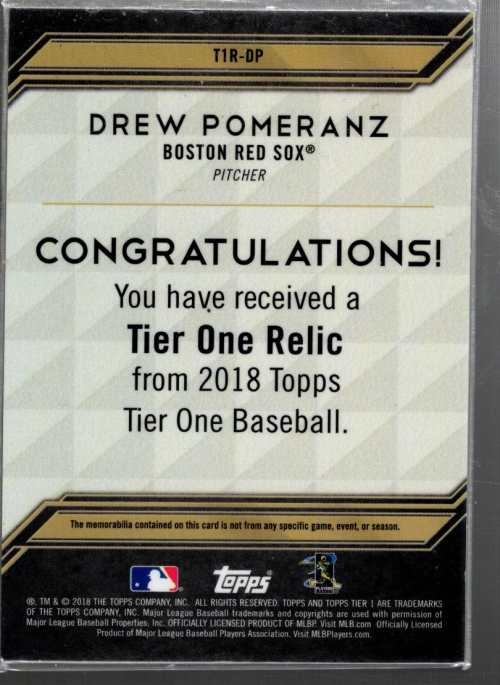 T1R-DP
DREW POMERANZ
BOSTON RED SOX®
PITCHER
CONGRATULATIONS!
You have received a
Tier One Relic
from 2018 Topps
Tier One Baseball.
The memorabilia contained on this card is not from any specific game, event, or season.
topps
PLAYERS
®, TM & © 2018 THE TOPPS COMPANY, INC. ALL RIGHTS RESERVED. TOPPS AND TOPPS TIER 1 ARE TRADEMARKS
OF THE TOPPS COMPANY, INC. Major League Baseball trademarks and copyrights are used with permission of
Major League Baseball Properties, Inc. OFFICIALLY LICENSED PRODUCT OF MLBP. Visit MLB.com Officially Licensed
Product of Major League Baseball Players Association. Visit MLBPlayers.com.